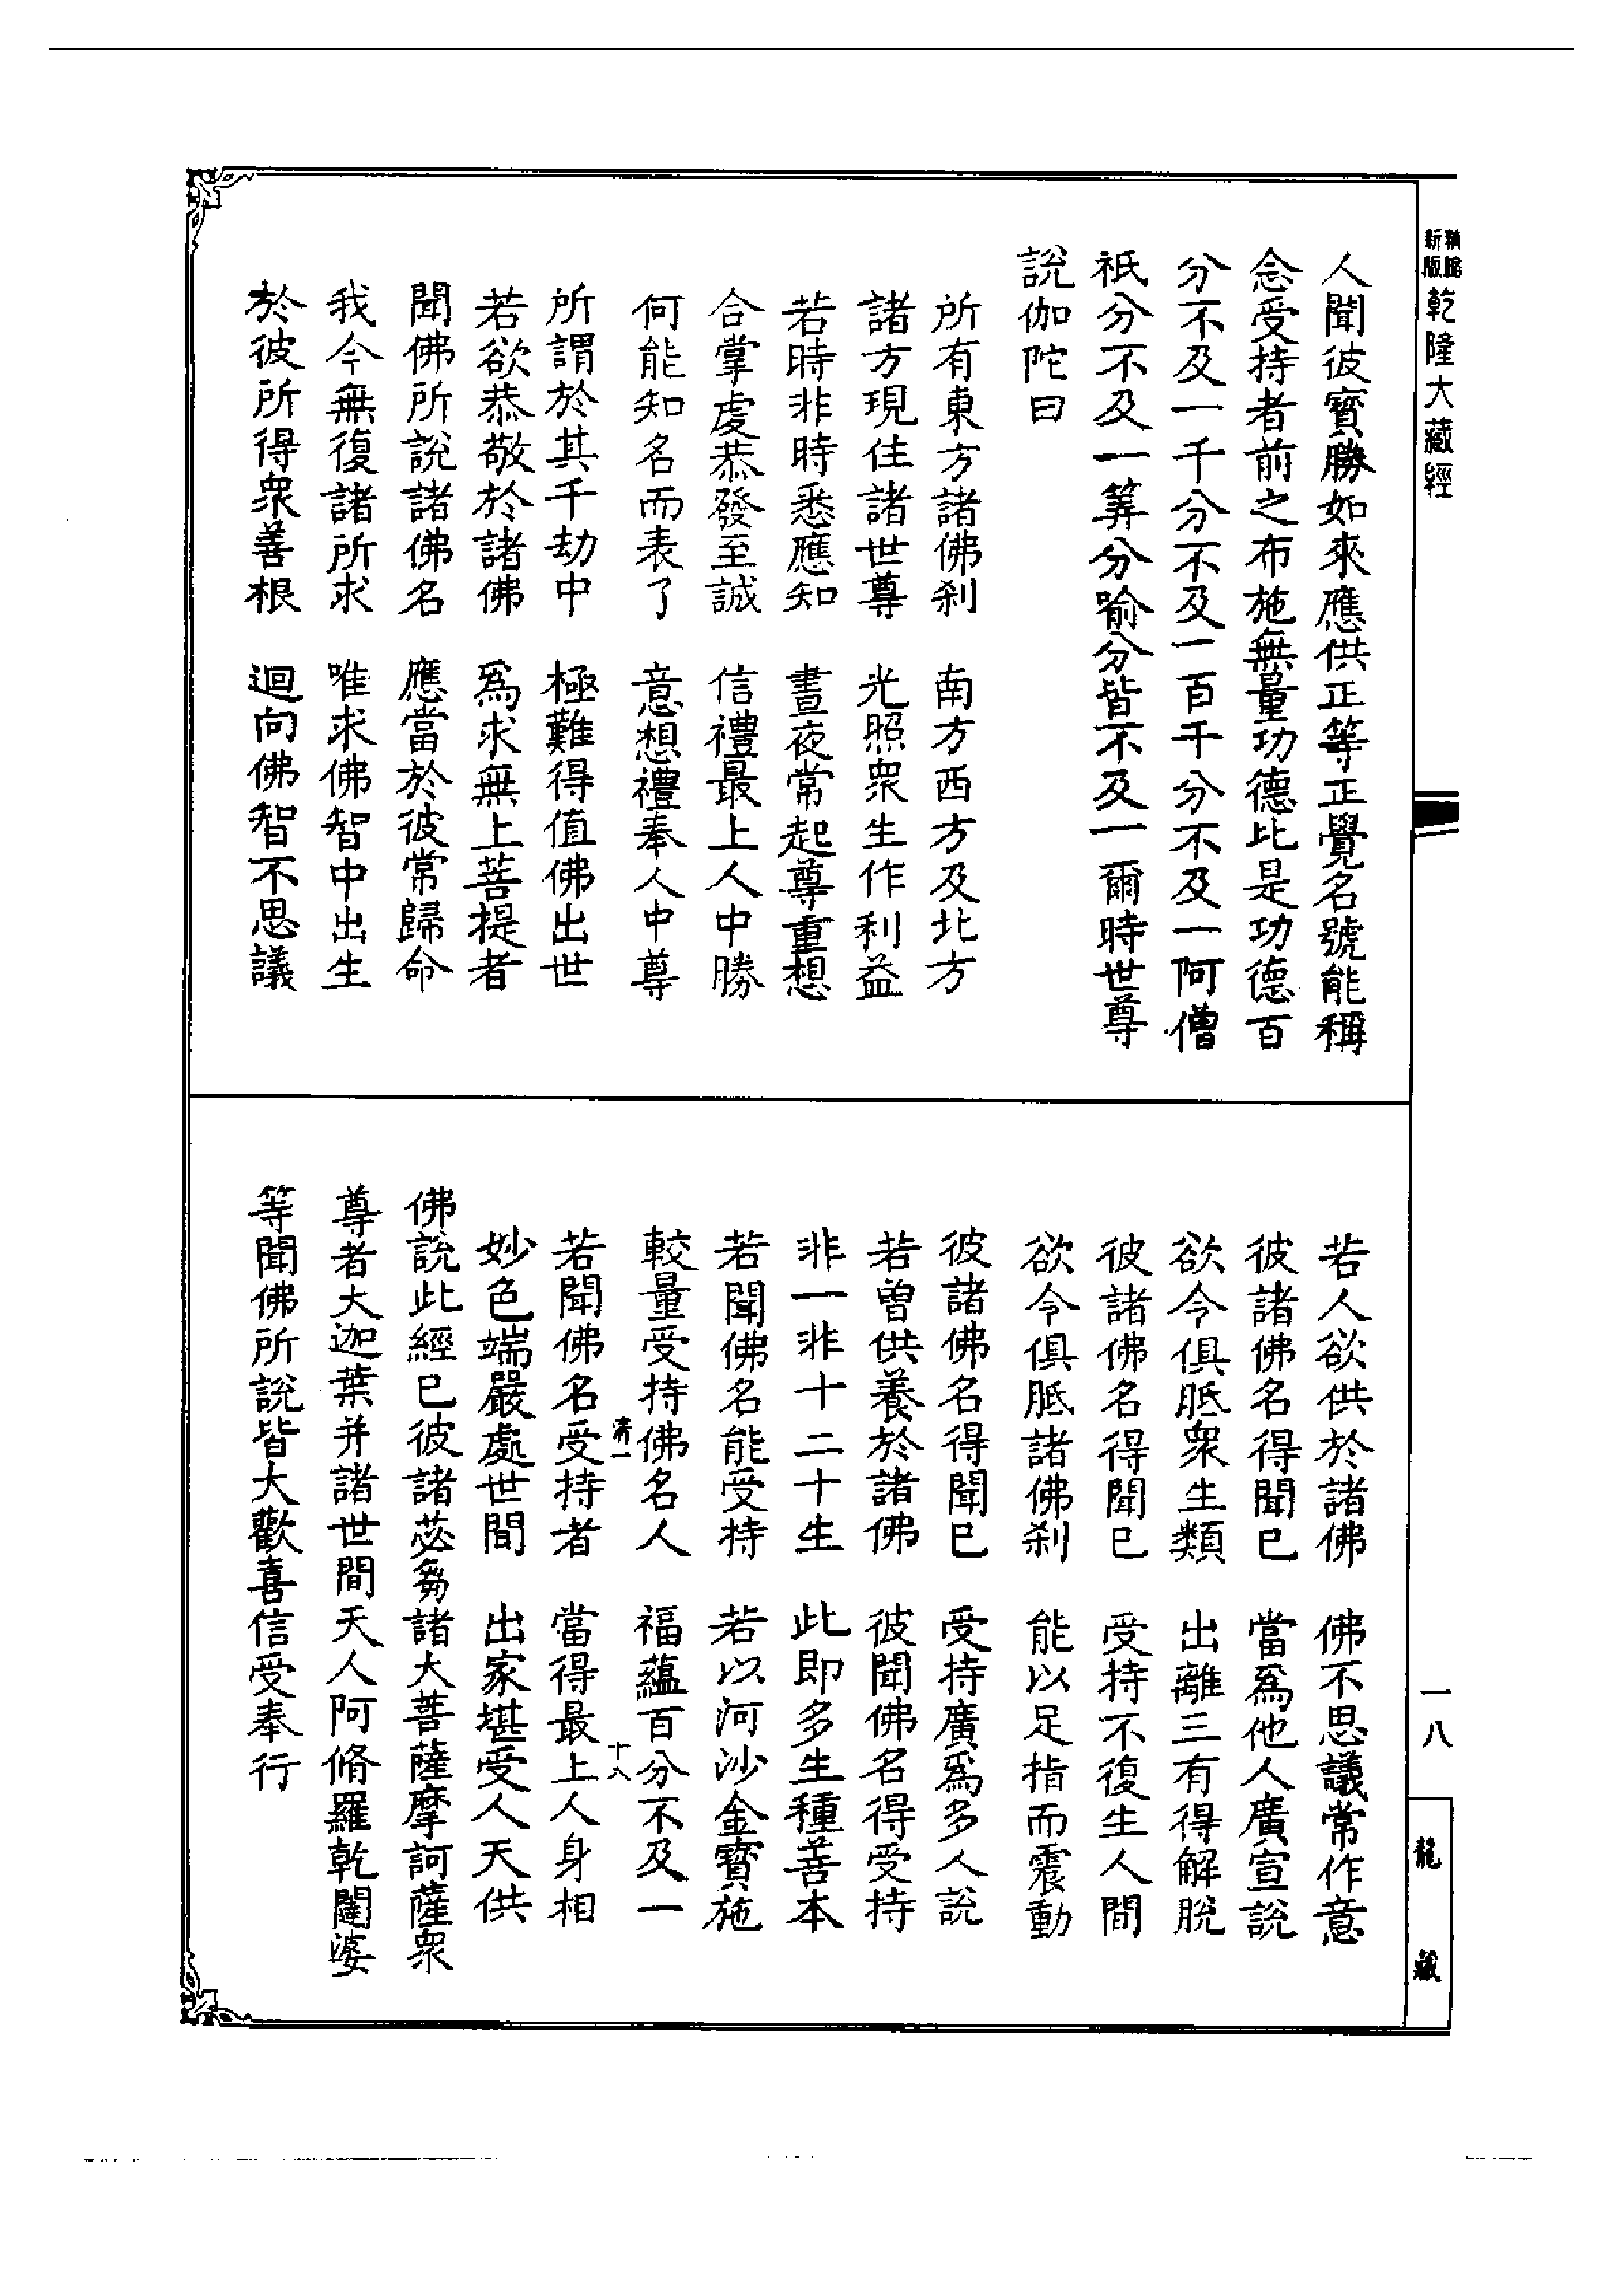 新版精縮乾隆大藏經
人聞彼寶勝如來應供正等正覺名號能稱
念受持者前之布施無量功德比是功德百
分不及一千分不及一百千分不及一阿僧
祇分不及一筭分喻分皆不及一爾時世尊
說伽陀曰
所有東方諸佛剎　南方西方及北方
諸方現住諸世尊　光照衆生作利益
若時非時悉應知　晝夜常起尊重想
合掌虔恭發至誠　信禮最上人中勝
何能知名而表了　意想禮奉人中尊
所謂於其千劫中　極難得值佛出世
若欲恭敬於諸佛　爲求無上菩提者
聞佛所說諸佛名　應當於彼常歸命
我今無復諸所求　唯求佛智中出生
於彼所得衆善根　迴向佛智不思議
若人欲供於諸佛　佛不思議常作意
彼諸佛名得聞已　當爲他人廣宣說
欲令俱胝衆生類　出離三有得解脫
彼諸佛名得聞已　受持不復生人間
欲令俱胝諸佛剎　能以足指而震動
彼諸佛名得聞已　受持廣爲多人說
若曾供養於諸佛　彼聞佛名得受持
非一非十二十生　此即多生種善本
若聞佛名能受持　若以河沙金寶施
較量受持佛名人　福蘊百分不及一
十八
若聞佛名受持者　當得最上人身相
妙色端嚴處世間　出家堪受人天供
佛說此經已彼諸苾芻諸大菩薩摩訶薩衆
尊者大迦葉并諸世間天人阿脩羅乾闥婆
等聞佛所說皆大歡喜信受奉行
一八
龍藏